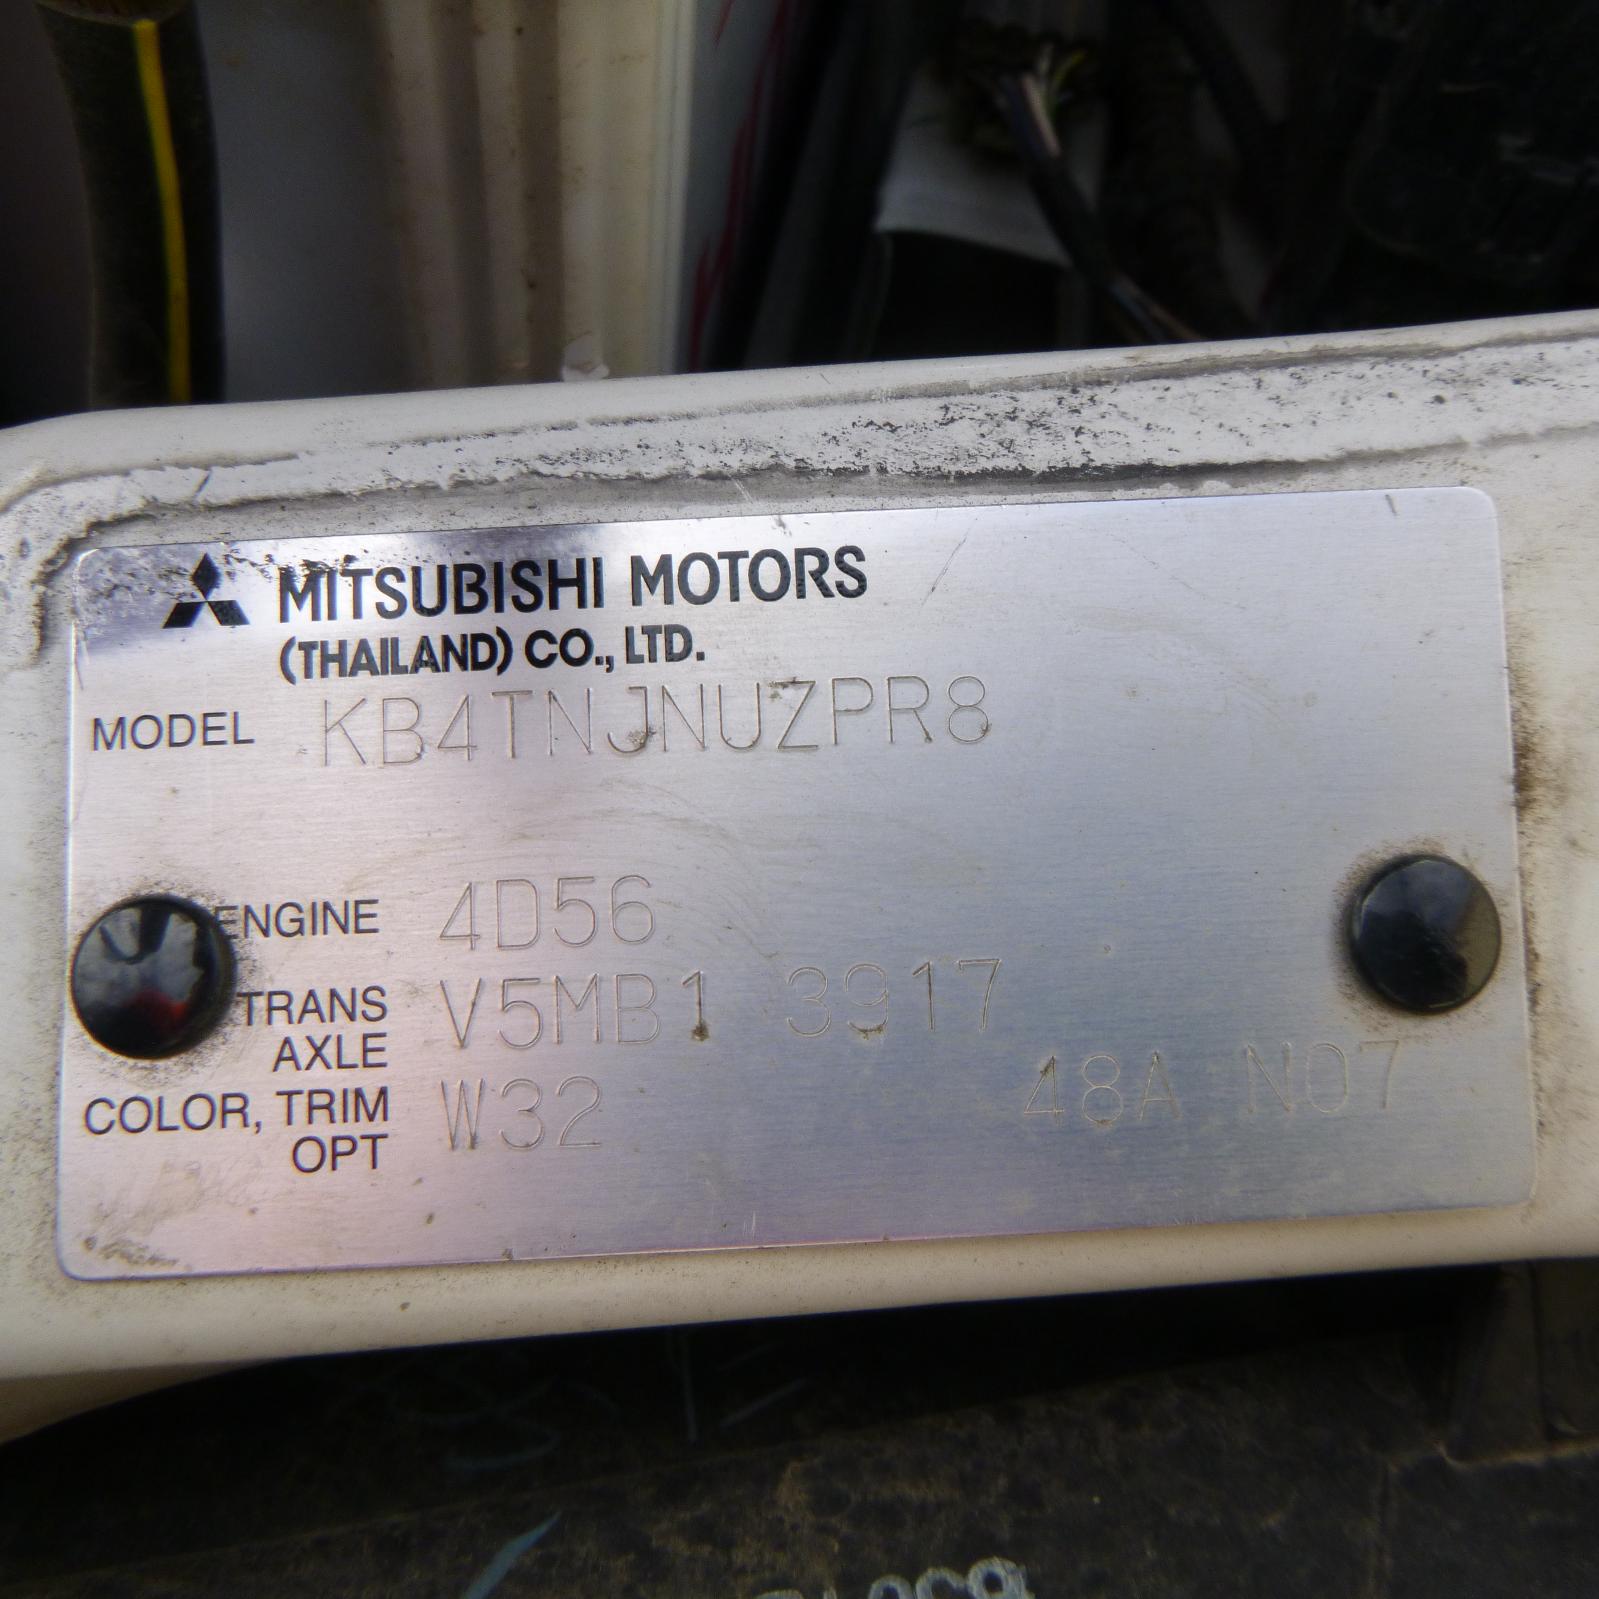 MITSUBISHI MOTORS
(THAILAND) CO., LTD.
MODEL KB4TNJNUZPR8
ENGINE 4D56
TRANS AXLE V5MB1 3917
COLOR, TRIM OPT W32 48A N07